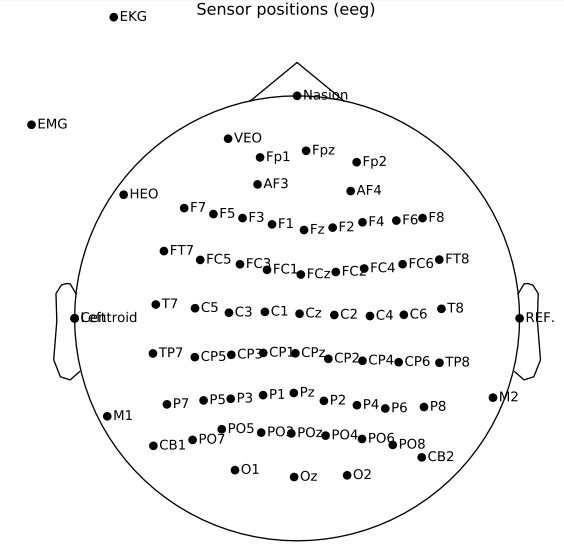 Sensor positions (eeg)
EKG
Nasion
EMG
VEO
Fp1 Fpz Fp2
AF3 AF4
HEO
F7 F5 F3 F1 Fz F2 F4 F6 F8
FT7 FC5 FC3 FC1 FCz FC2 FC4 FC6 FT8
T7 C5 C3 C1 Cz C2 C4 C6 T8
Left Centroid REF.
TP7 CP5 CP3 CP1 CPz CP2 CP4 CP6 TP8
P7 P5 P3 P1 Pz P2 P4 P6 P8 M2
M1
CB1 PO7 PO5 PO3 POz PO4 PO6 PO8 CB2
O1 Oz O2